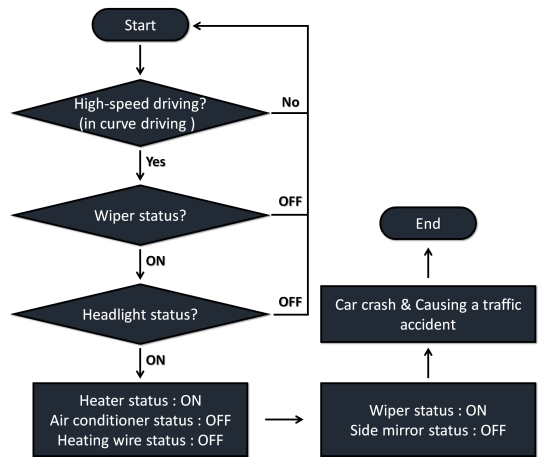 Start
High-speed driving?
(in curve driving )
No
Yes
Wiper status?
OFF
ON
Headlight status?
OFF
ON
Heater status : ON
Air conditioner status : OFF
Heating wire status : OFF
Wiper status : ON
Side mirror status : OFF
Car crash & Causing a traffic
accident
End